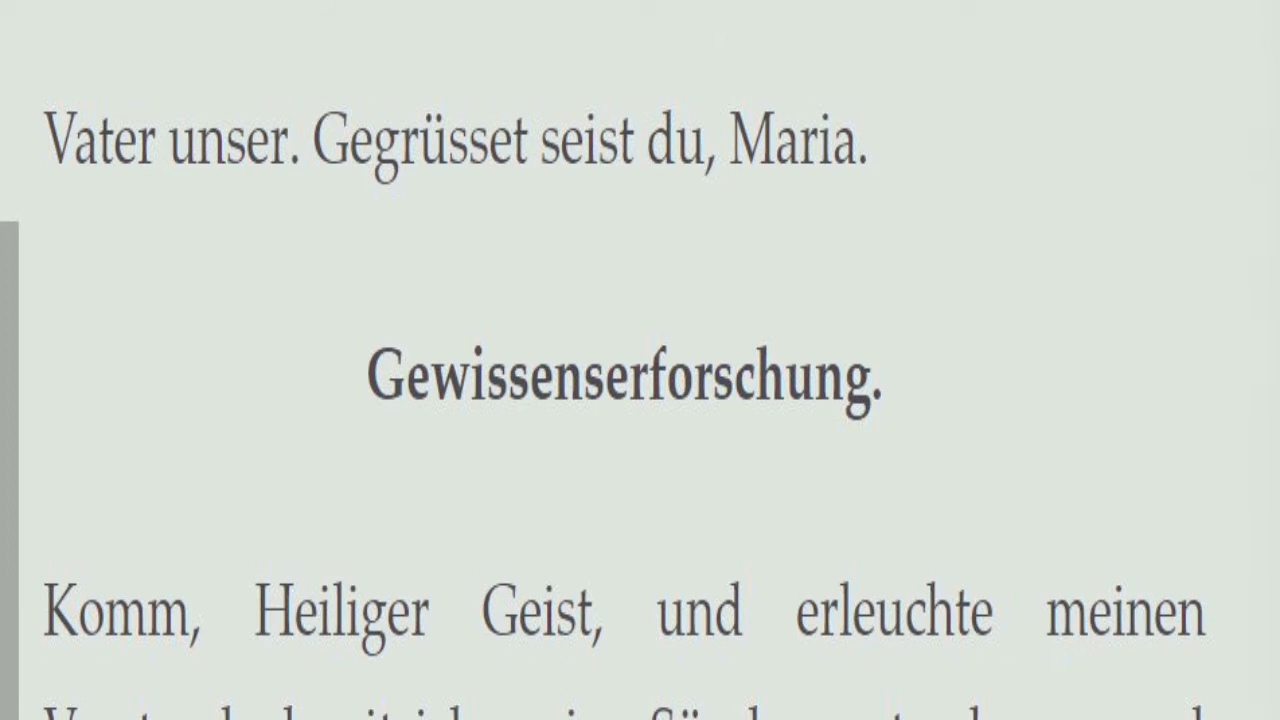 Vater unser. Gegrüsset seist du, Maria.
Gewissenserforschung.
Komm, Heiliger Geist, und erleuchte meinen